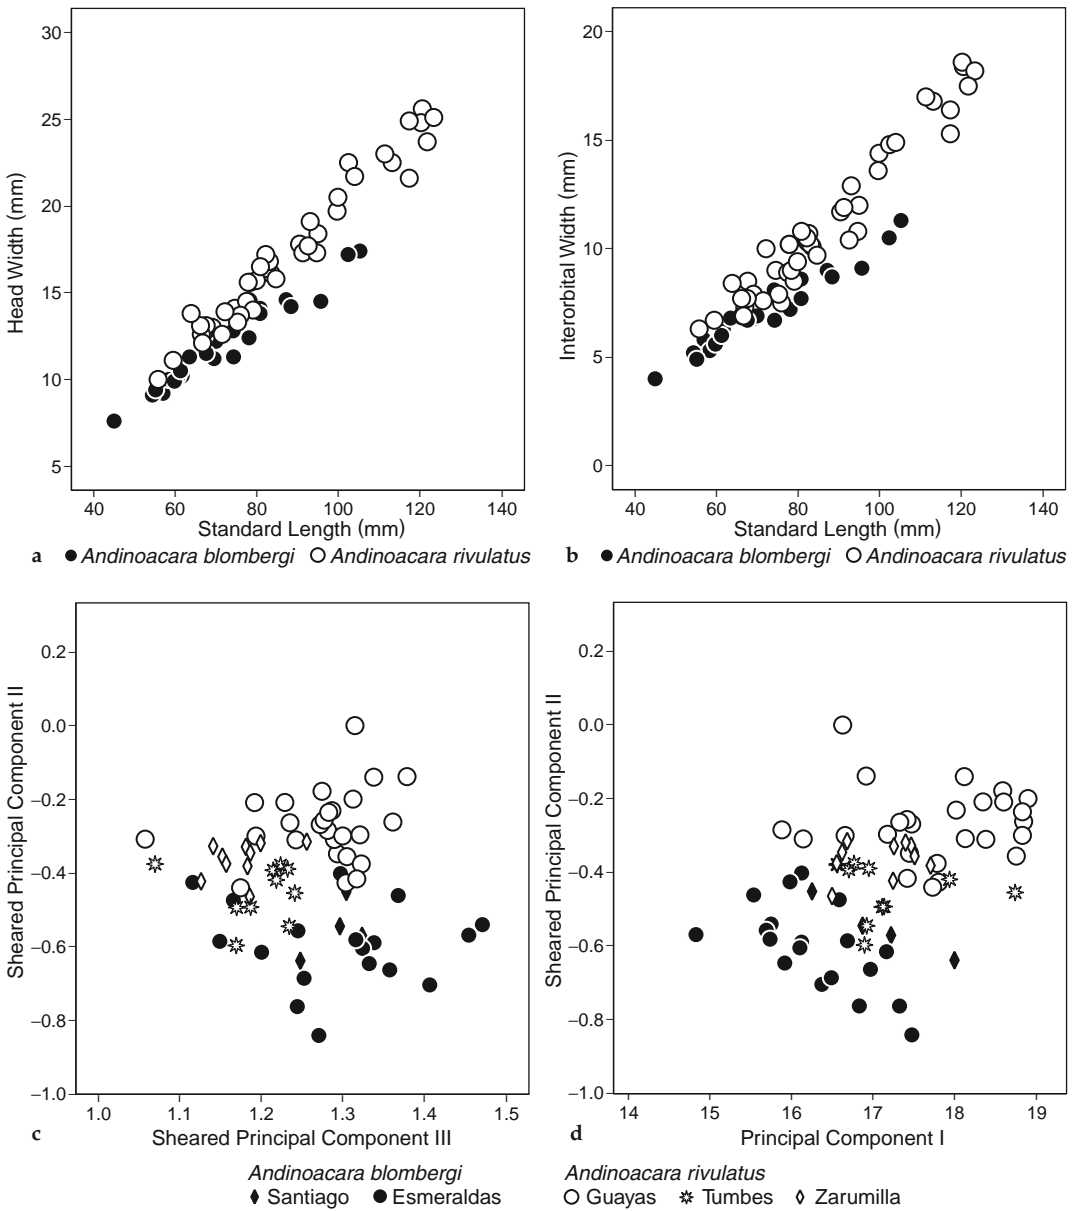 30
25
20
15
10
5
Head Width (mm)
40 60 80 100 120 140
Standard Length (mm)
a Andinoacara blombergi Andinoacara rivulatus
20
15
10
5
0
Interorbital Width (mm)
40 60 80 100 120 140
Standard Length (mm)
b Andinoacara blombergi Andinoacara rivulatus
0.2
0.0
–0.2
–0.4
–0.6
–0.8
–1.0
Sheared Principal Component II
1.0 1.1 1.2 1.3 1.4 1.5
c Sheared Principal Component III
0.2
0.0
–0.2
–0.4
–0.6
–0.8
–1.0
Sheared Principal Component II
14 15 16 17 18 19
d Principal Component I
Andinoacara blombergi
Santiago Esmeraldas
Andinoacara rivulatus
Guayas Tumbes Zarumilla